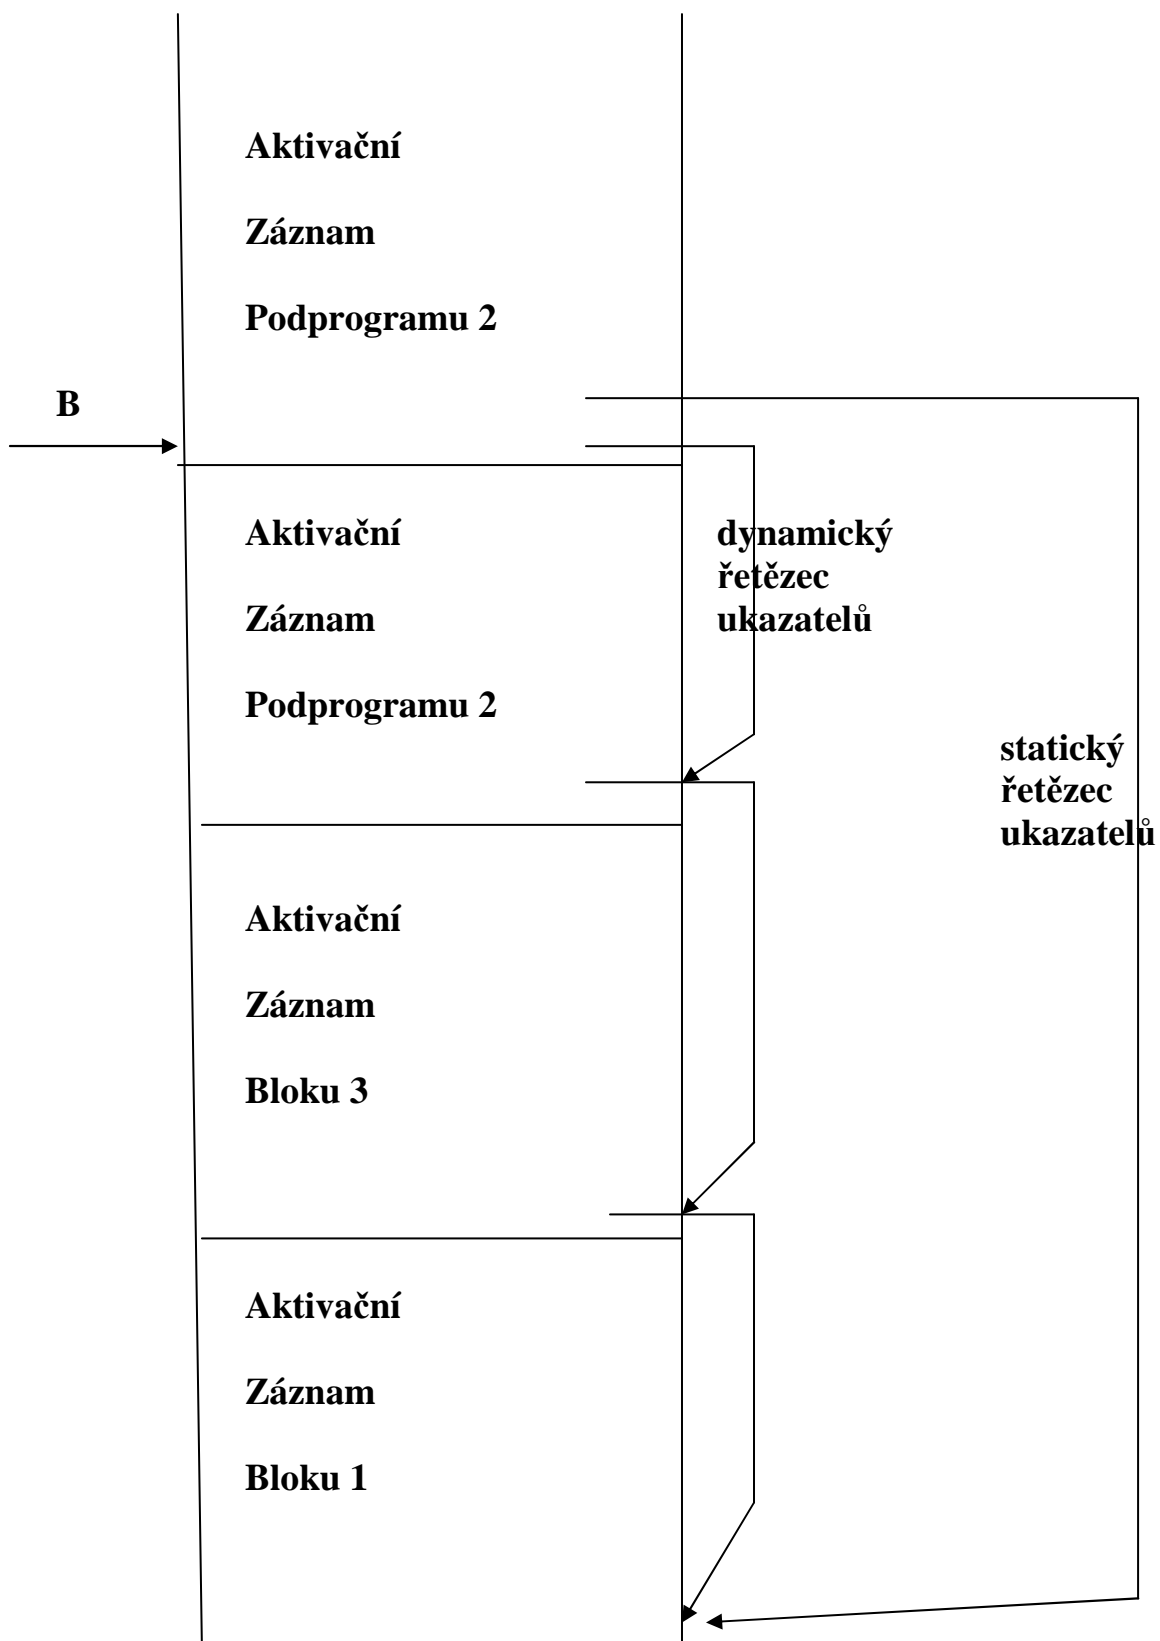 Aktivační
Záznam
Podprogramu 2
B
Aktivační
Záznam
Podprogramu 2
dynamický
řetězec
ukazatelů
statický
řetězec
ukazatelů
Aktivační
Záznam
Bloku 3
Aktivační
Záznam
Bloku 1